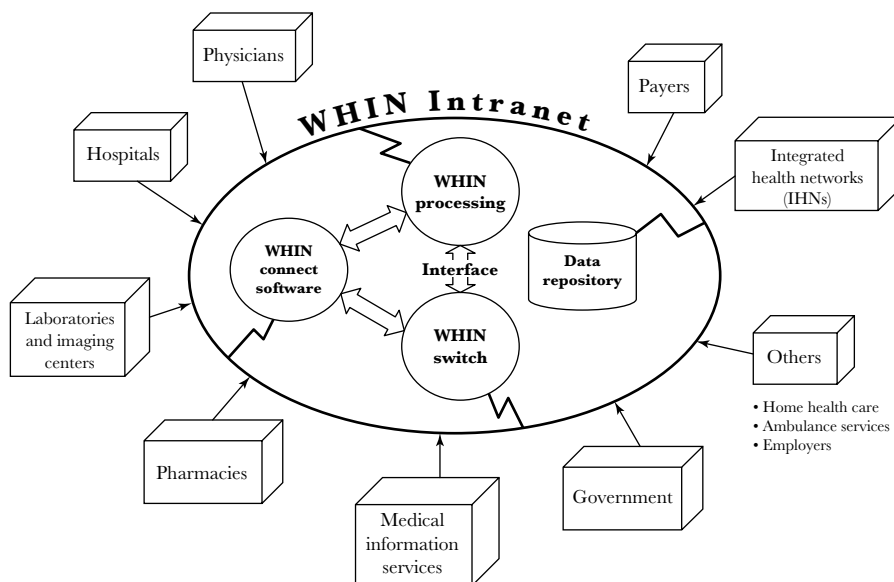 Physicians
Payers
WHIN Intranet
Hospitals
Integrated
health networks
(IHNs)
WHIN
processing
WHIN
connect
software
Interface
Data
repository
Laboratories
and imaging
centers
WHIN
switch
Others
• Home health care
• Ambulance services
• Employers
Pharmacies
Government
Medical
information
services